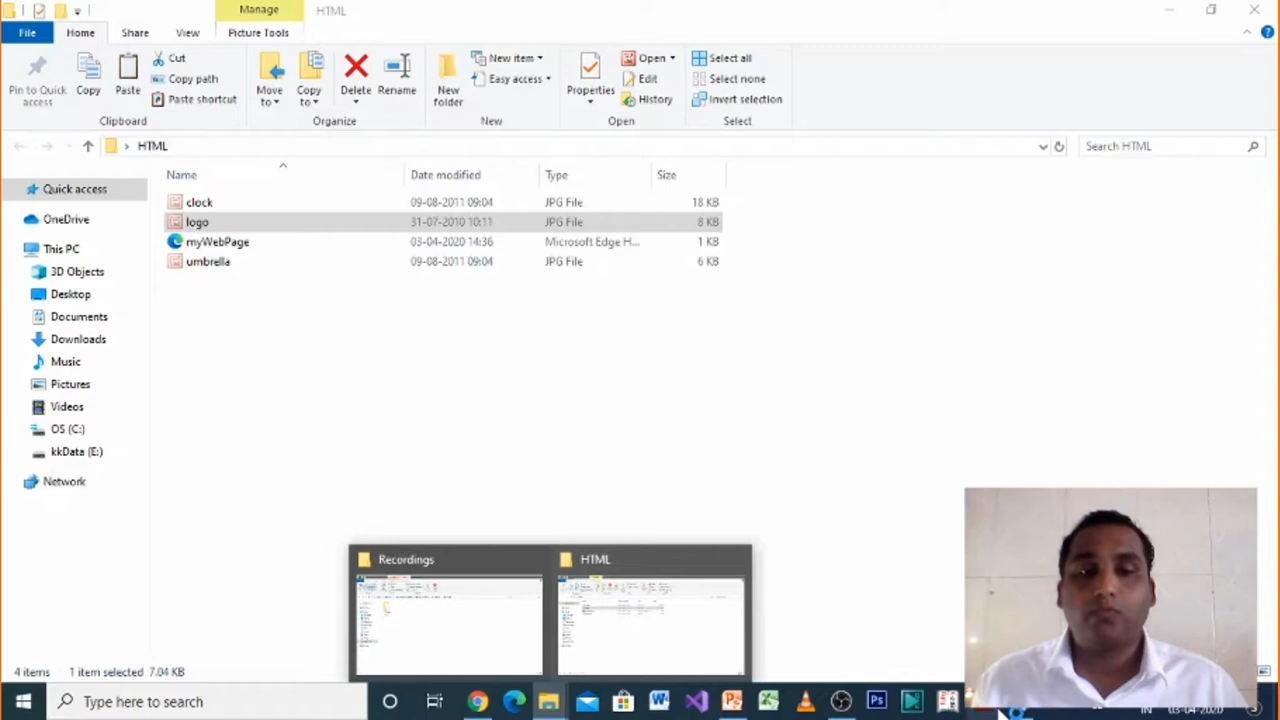 Manage
HTML
File
Home
Share
View
Picture Tools
Pin to Quick access
Copy
Paste
Cut
Copy path
Paste shortcut
Clipboard
Move to
Copy to
Delete
Rename
Organize
New folder
New item
Easy access
New
Properties
Open
Edit
History
Open
Select all
Select none
Invert selection
Select
HTML
Search HTML
Name
Date modified
Type
Size
clock 09-08-2011 09:04 JPG File 18 KB
logo 31-07-2010 10:11 JPG File 8 KB
myWebPage 03-04-2020 14:36 Microsoft Edge H... 1 KB
umbrella 09-08-2011 09:04 JPG File 6 KB
Quick access
OneDrive
This PC
3D Objects
Desktop
Documents
Downloads
Music
Pictures
Videos
OS (C:)
kkData (E:)
Network
Recordings
HTML
4 items 1 item selected 7.04 KB
Type here to search
IN
03-04-2020